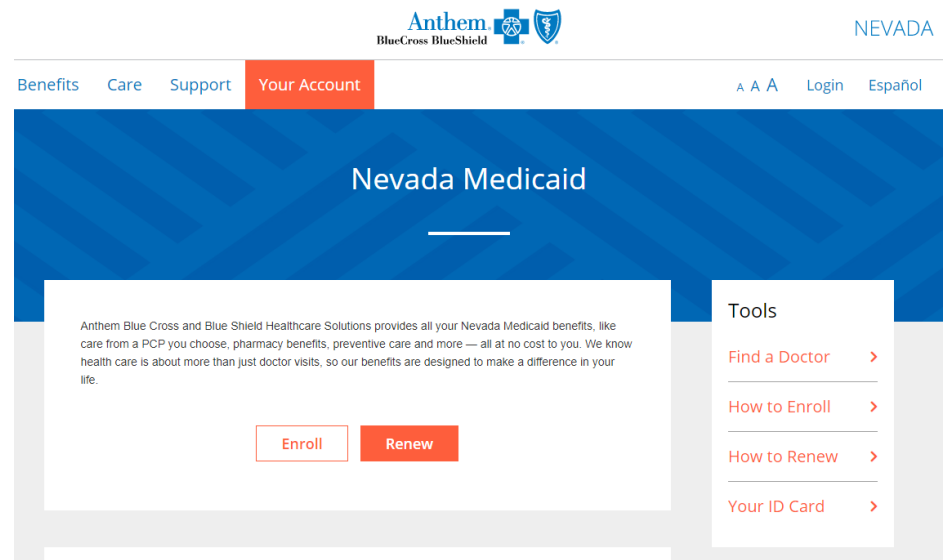 Anthem
BlueCross BlueShield
NEVADA
Benefits Care Support Your Account A A A Login Español
Nevada Medicaid
Anthem Blue Cross and Blue Shield Healthcare Solutions provides all your Nevada Medicaid benefits, like
care from a PCP you choose, pharmacy benefits, preventive care and more — all at no cost to you. We know
health care is about more than just doctor visits, so our benefits are designed to make a difference in your
life.
Enroll Renew
Tools
Find a Doctor
How to Enroll
How to Renew
Your ID Card